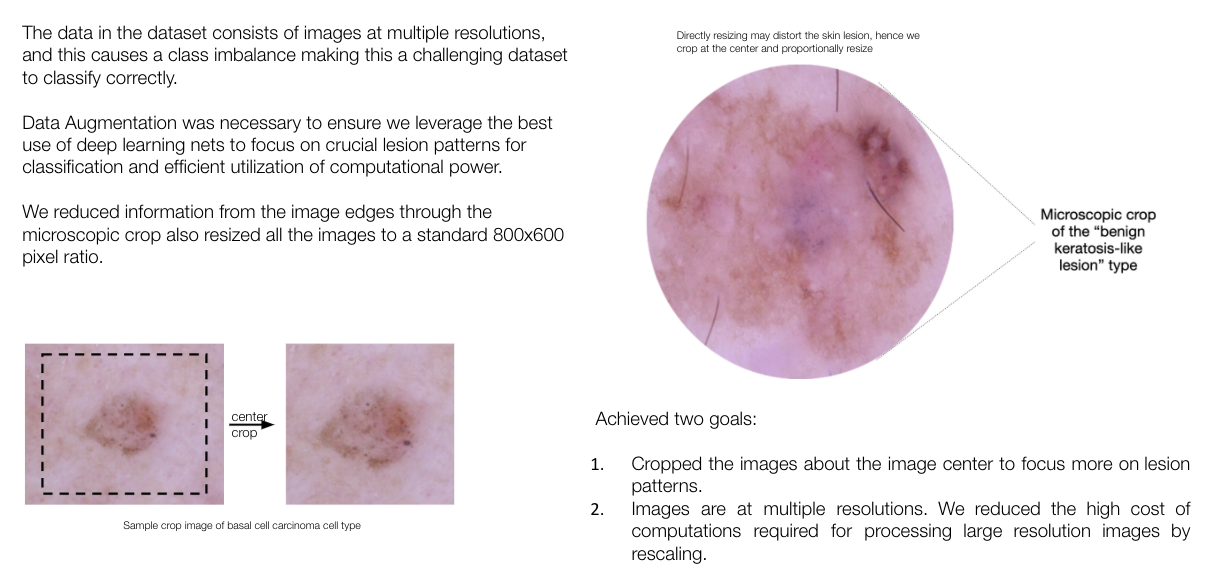 The data in the dataset consists of images at multiple resolutions,
and this causes a class imbalance making this a challenging dataset
to classify correctly.
Data Augmentation was necessary to ensure we leverage the best
use of deep learning nets to focus on crucial lesion patterns for
classification and efficient utilization of computational power.
We reduced information from the image edges through the
microscopic crop also resized all the images to a standard 800x600
pixel ratio.
center
crop
Sample crop image of basal cell carcinoma cell type
Directly resizing may distort the skin lesion, hence we
crop at the center and proportionally resize
Microscopic crop
of the “benign
keratosis-like
lesion” type
Achieved two goals:
1. Cropped the images about the image center to focus more on lesion
patterns.
2. Images are at multiple resolutions. We reduced the high cost of
computations required for processing large resolution images by
rescaling.